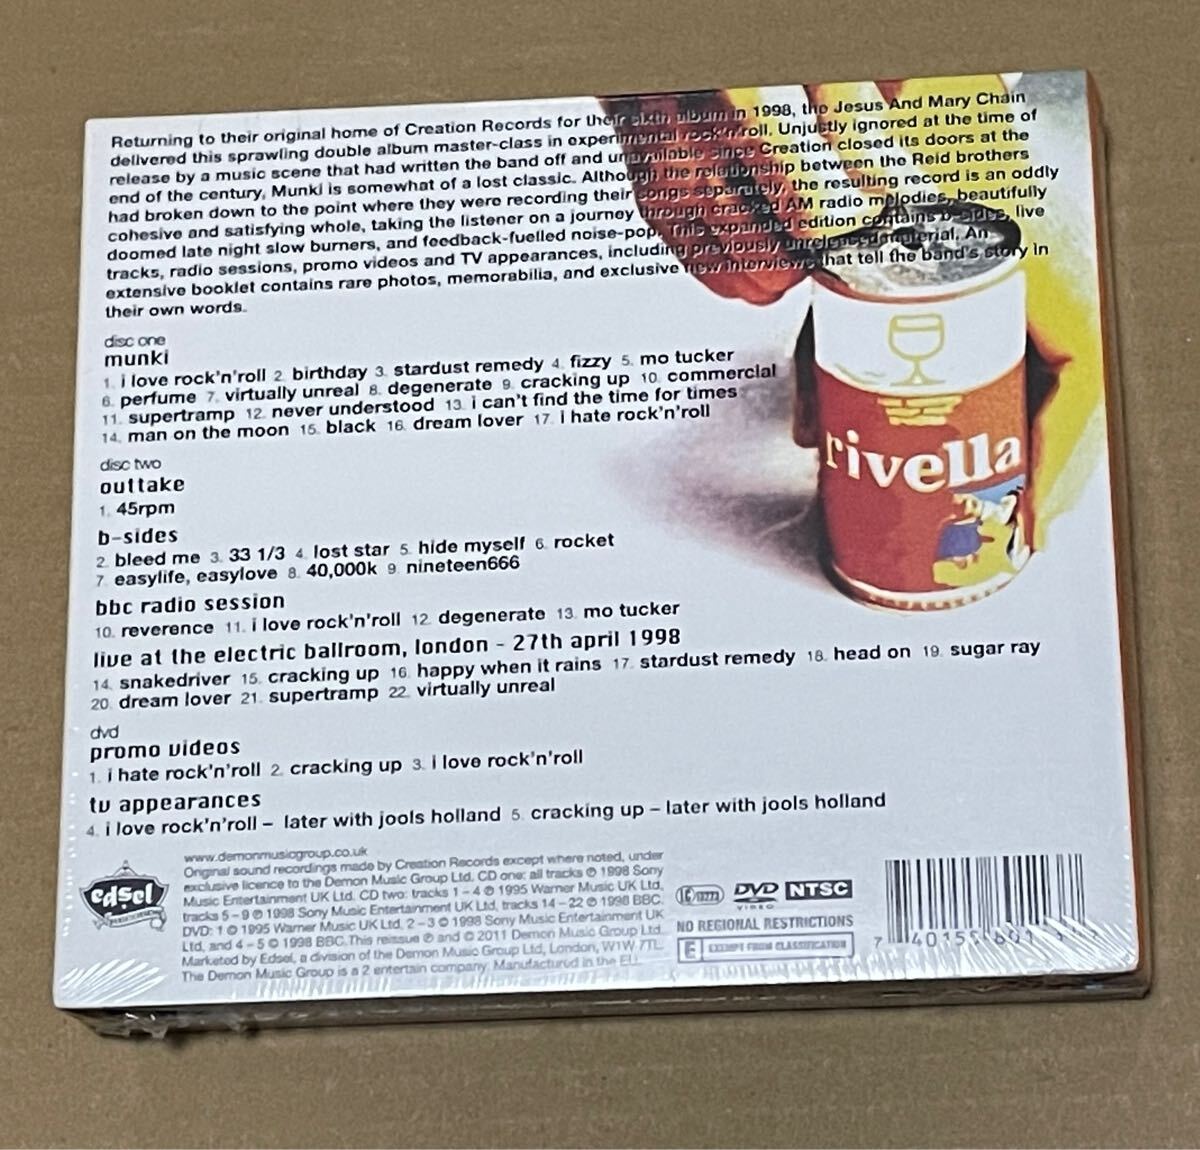 Returning to their original home of Creation Records for their sixth album in 1998, the Jesus And Mary Chain
delivered this sprawling double album master-class in experimental rock'n'roll. Unjustly ignored at the time of
release by a music scene that had written the band off and unavailable since Creation closed its doors at the
end of the century, Munki is somewhat of a lost classic. Although the relationship between the Reid brothers
had broken down to the point where they were recording their songs separately, the resulting record is an oddly
cohesive and satisfying whole, taking the listener on a journey through cracked AM radio melodies, beautifully
doomed late night slow burners, and feedback-fuelled noise-pop. This expanded edition contains b-sides, live
tracks, radio sessions, promo videos and TV appearances, including previously unreleased material. An
extensive booklet contains rare photos, memorabilia, and exclusive new interviews that tell the band's story in
their own words.
disc one
munki
1. i love rock'n'roll 2. birthday 3. stardust remedy 4. fizzy 5. mo tucker
6. perfume 7. virtually unreal 8. degenerate 9. cracking up 10. commercial
11. supertramp 12. never understood 13. i can't find the time for times
14. man on the moon 15. black 16. dream lover 17. i hate rock'n'roll
disc two
outtake
1. 45rpm
b-sides
2. bleed me 3. 33 1/3 4. lost star 5. hide myself 6. rocket
7. easylife, easylove 8. 40,000k 9. nineteen666
bbc radio session
10. reverence 11. i love rock'n'roll 12. degenerate 13. mo tucker
live at the electric ballroom, london - 27th april 1998
14. snakedriver 15. cracking up 16. happy when it rains 17. stardust remedy 18. head on 19. sugar ray
20. dream lover 21. supertramp 22. virtually unreal
dvd
promo videos
1. i hate rock'n'roll 2. cracking up 3. i love rock'n'roll
tv appearances
4. i love rock'n'roll – later with jools holland 5. cracking up – later with jools holland
rivella
edsel
www.demonmusicgroup.co.uk
Original sound recordings made by Creation Records except where noted, under
exclusive licence to the Demon Music Group Ltd. CD one: all tracks ℗ 1998 Sony
Music Entertainment UK Ltd. CD two: tracks 1 – 4 ℗ 1995 Warner Music UK Ltd,
tracks 5 – 9 ℗ 1998 Sony Music Entertainment UK Ltd, tracks 14 – 22 ℗ 1998 BBC.
DVD: 1 © 1995 Warner Music UK Ltd, 2 – 3 © 1998 Sony Music Entertainment UK
Ltd, and 4 – 5 © 1998 BBC. This reissue ℗ and © 2011 Demon Music Group Ltd.
Marketed by Edsel, a division of the Demon Music Group Ltd, London, W1W 7TL.
The Demon Music Group is a 2 entertain company. Manufactured in the EU.
DVD VIDEO NTSC
NO REGIONAL RESTRICTIONS
E EXEMPT FROM CLASSIFICATION